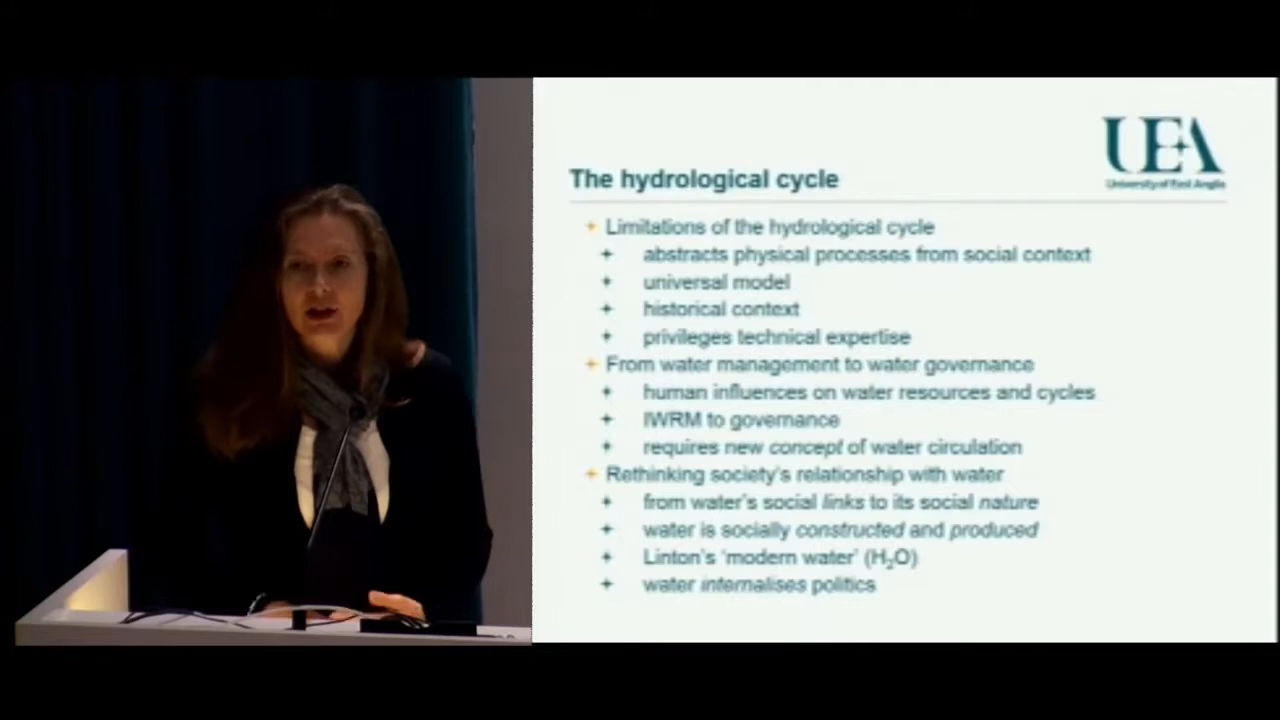 UEA
University of East Anglia
The hydrological cycle
Limitations of the hydrological cycle
abstracts physical processes from social context
universal model
historical context
privileges technical expertise
From water management to water governance
human influences on water resources and cycles
IWRM to governance
requires new concept of water circulation
Rethinking society's relationship with water
from water's social links to its social nature
water is socially constructed and produced
Linton's 'modern water' (H₂O)
water internalises politics